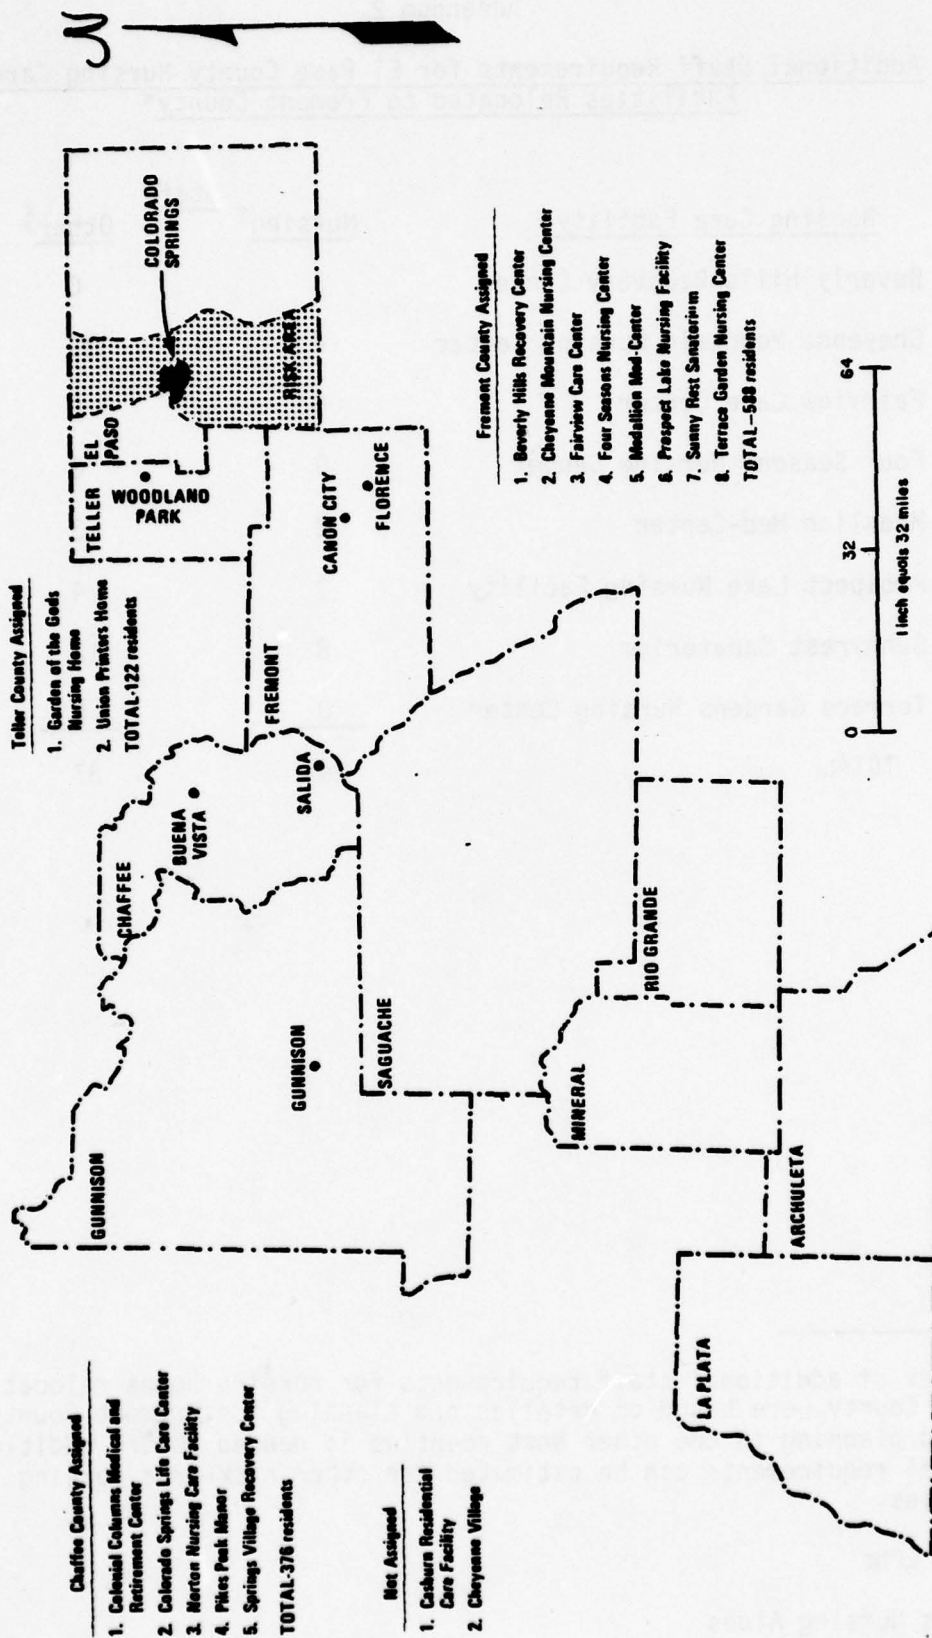 Teller County Assigned
1. Garden of the Gods
Nursing Home
2. Union Printers Home
TOTAL-122 residents
Chaffee County Assigned
1. Colonial Columns Medical and
Retirement Center
2. Colorado Springs Life Care Center
3. Norton Nursing Care Facility
4. Pikes Peak Manor
5. Springs Village Recovery Center
TOTAL-376 residents
Not Assigned
1. Cashurn Residential
Care Facility
2. Cheyenne Village
Fremont County Assigned
1. Beverly Hills Recovery Center
2. Cheyenne Mountain Nursing Center
3. Fairview Care Center
4. Four Seasons Nursing Center
5. Medallion Med-Center
6. Prospect Lake Nursing Facility
7. Sunny Rest Sanatorium
8. Terrace Garden Nursing Center
TOTAL-588 residents
N
COLORADO
SPRINGS
RISK AREA
EL
PASO
TELLER
WOODLAND
PARK
CANON CITY
FLORENCE
FREMONT
CHAFFEE
BUENA
VISTA
SALIDA
GUNNISON
GUNNISON
SAGUACHE
MINERAL
RIO GRANDE
ARCHULETA
LA PLATA
0 32 64
1 inch equals 32 miles